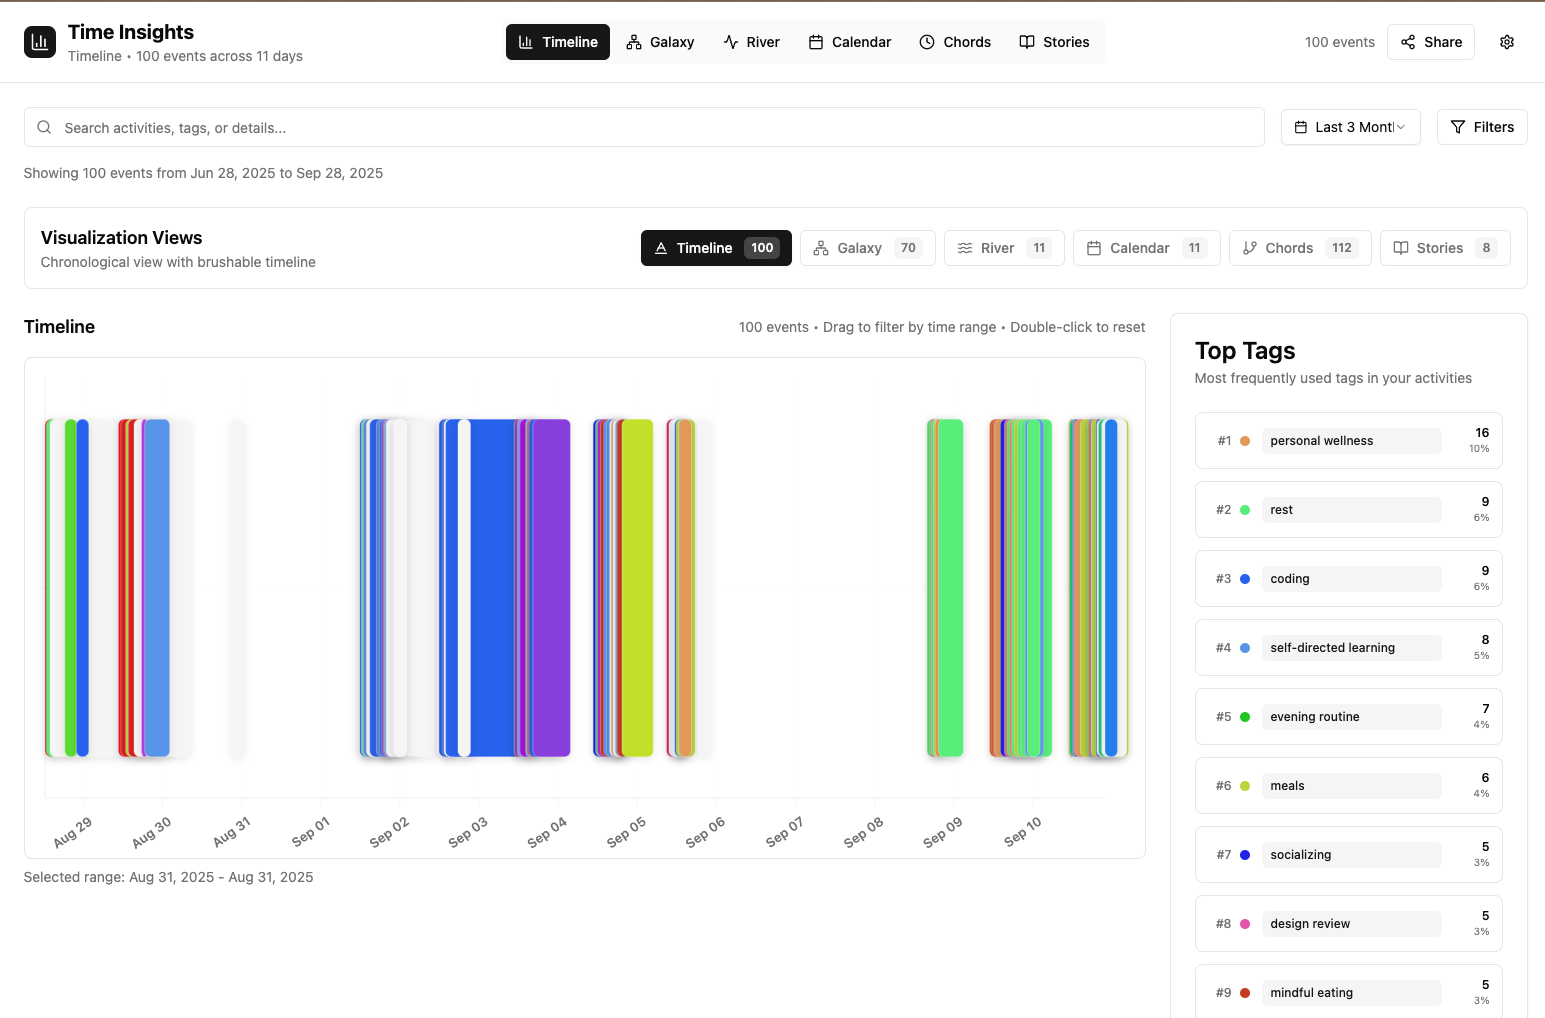 Time Insights
Timeline • 100 events across 11 days
Timeline
Galaxy
River
Calendar
Chords
Stories
100 events
Share
Search activities, tags, or details...
Last 3 Mont
Filters
Showing 100 events from Jun 28, 2025 to Sep 28, 2025
Visualization Views
Chronological view with brushable timeline
Timeline 100
Galaxy 70
River 11
Calendar 11
Chords 112
Stories 8
Timeline
100 events • Drag to filter by time range • Double-click to reset
Aug 29
Aug 30
Aug 31
Sep 01
Sep 02
Sep 03
Sep 04
Sep 05
Sep 06
Sep 07
Sep 08
Sep 09
Sep 10
Selected range: Aug 31, 2025 - Aug 31, 2025
Top Tags
Most frequently used tags in your activities
#1 personal wellness 16
10%
#2 rest 9
6%
#3 coding 9
6%
#4 self-directed learning 8
5%
#5 evening routine 7
4%
#6 meals 6
4%
#7 socializing 5
3%
#8 design review 5
3%
#9 mindful eating 5
3%